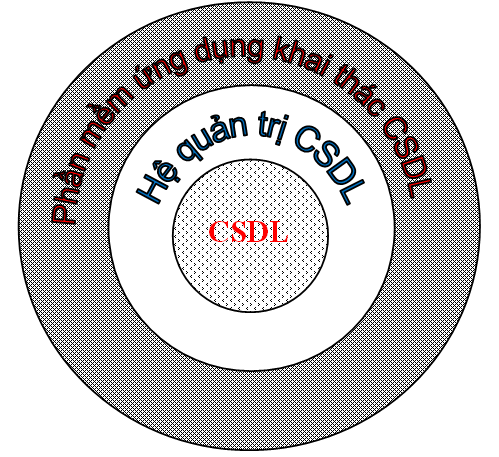 Phần mềm ứng dụng khai thác CSDL
Hệ quản trị CSDL
CSDL